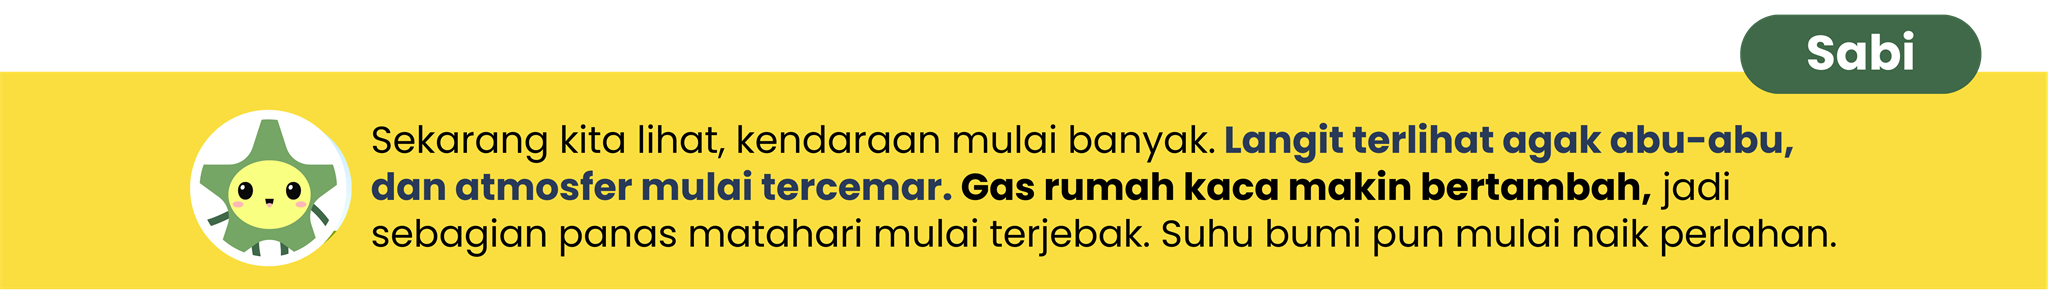 Sabi
Sekarang kita lihat, kendaraan mulai banyak. Langit terlihat agak abu-abu,
dan atmosfer mulai tercemar. Gas rumah kaca makin bertambah, jadi
sebagian panas matahari mulai terjebak. Suhu bumi pun mulai naik perlahan.